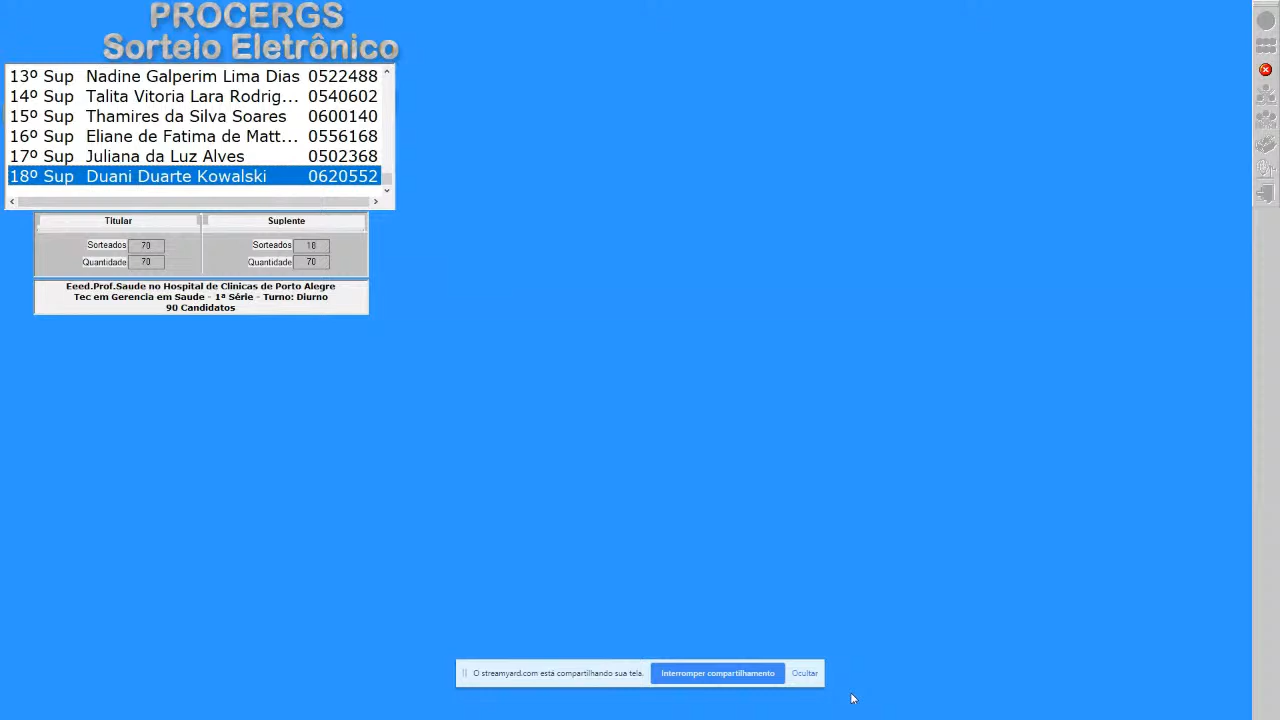 PROCERGS
Sorteio Eletrônico
13º Sup Nadine Galperim Lima Dias 0522488
14º Sup Talita Vitoria Lara Rodrig... 0540602
15º Sup Thamires da Silva Soares 0600140
16º Sup Eliane de Fatima de Matt... 0556168
17º Sup Juliana da Luz Alves 0502368
18º Sup Duani Duarte Kowalski 0620552
Titular Suplente
Sorteados 70 Sorteados 18
Quantidade 70 Quantidade 70
Eeed.Prof.Saude no Hospital de Clinicas de Porto Alegre
Tec em Gerencia em Saude - 1ª Série - Turno: Diurno
90 Candidatos
O streamyard.com está compartilhando sua tela. Interromper compartilhamento Ocultar